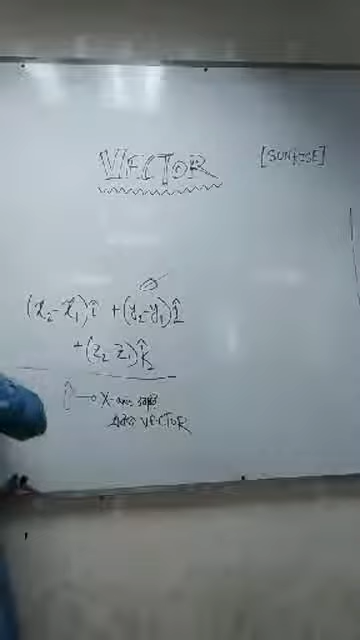 VECTOR
[SUNRISE]
(x₂-x₁)î + (y₂-y₁)ĵ
+(z₂-z₁)k̂
î → X-axis
VECTOR